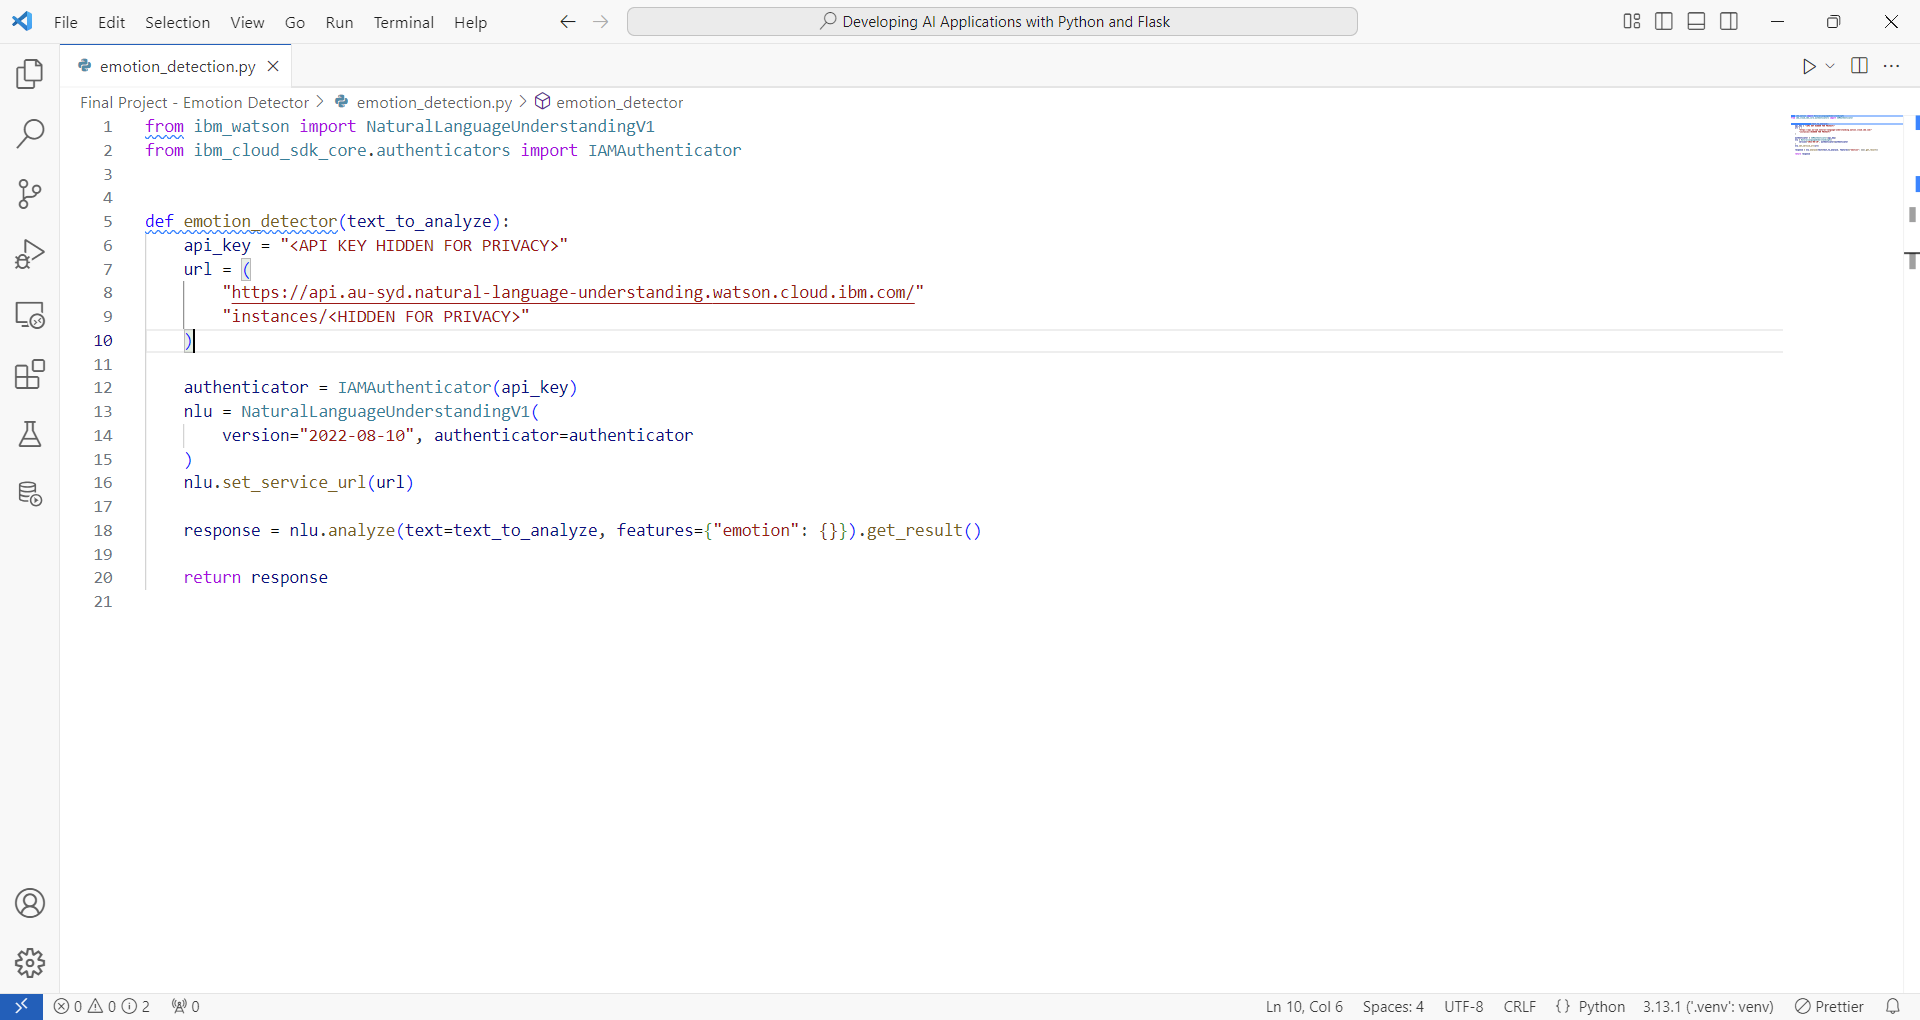 File Edit Selection View Go Run Terminal Help
Developing AI Applications with Python and Flask
emotion_detection.py
Final Project - Emotion Detector > emotion_detection.py > emotion_detector
1 from ibm_watson import NaturalLanguageUnderstandingV1
2 from ibm_cloud_sdk_core.authenticators import IAMAuthenticator
3
4
5 def emotion_detector(text_to_analyze):
6     api_key = "<API KEY HIDDEN FOR PRIVACY>"
7     url = (
8         "https://api.au-syd.natural-language-understanding.watson.cloud.ibm.com/"
9         "instances/<HIDDEN FOR PRIVACY>"
10     )
11
12     authenticator = IAMAuthenticator(api_key)
13     nlu = NaturalLanguageUnderstandingV1(
14         version="2022-08-10", authenticator=authenticator
15     )
16     nlu.set_service_url(url)
17
18     response = nlu.analyze(text=text_to_analyze, features={"emotion": {}}).get_result()
19
20     return response
21
0 0 2 0 Ln 10, Col 6 Spaces: 4 UTF-8 CRLF {} Python 3.13.1 ('.venv': venv) Prettier